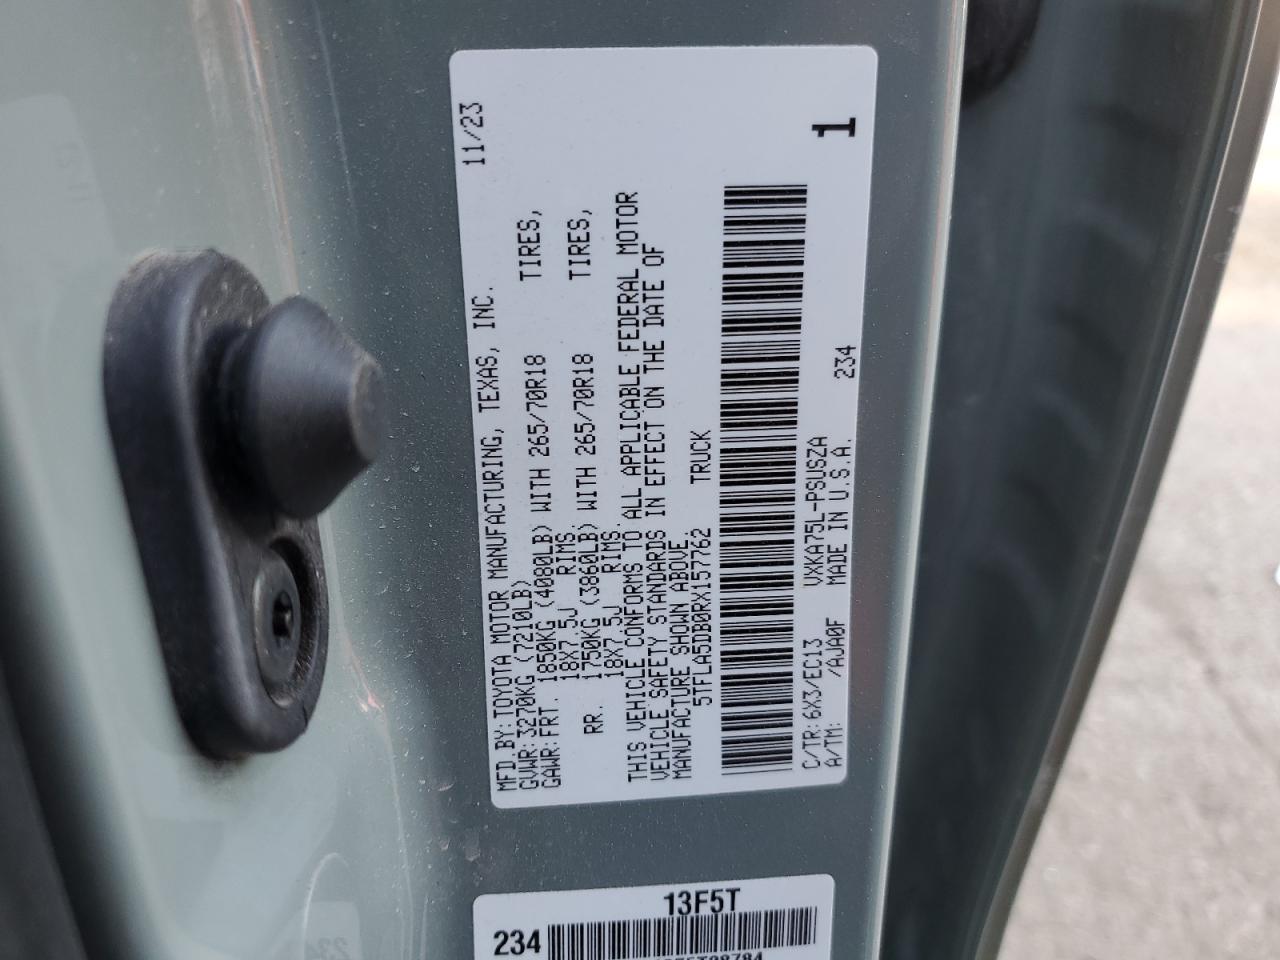 MFD.BY:TOYOTA MOTOR MANUFACTURING, TEXAS, INC. 11/23
GVWR:3270KG (7210LB)
GAWR:FRT. 1850KG (4080LB) WITH 265/70R18 TIRES,
18X7.5J RIMS.
RR. 1750KG (3860LB) WITH 265/70R18 TIRES,
18X7.5J RIMS.
THIS VEHICLE CONFORMS TO ALL APPLICABLE FEDERAL MOTOR
VEHICLE SAFETY STANDARDS IN EFFECT ON THE DATE OF
MANUFACTURE SHOWN ABOVE.
5TFLA5DB0RX157762 TRUCK
C/TR:6X3/EC13 VXKA75L-PSUSZA 234
A/TM: /AJA0F MADE IN U.S.A. 1
13F5T
234